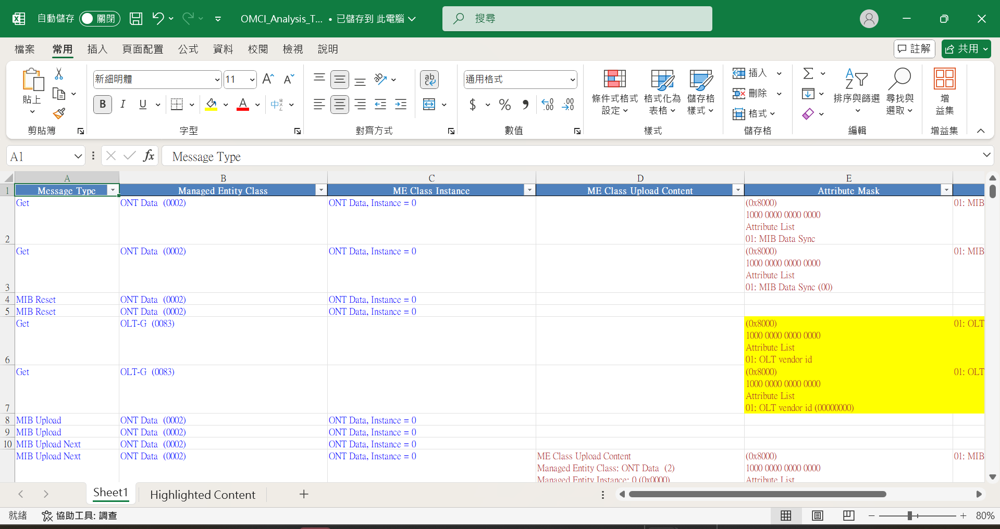 自動儲存 關閉 OMCI_Analysis_T... • 已儲存到 此電腦 搜尋
檔案 常用 插入 頁面配置 公式 資料 校閱 檢視 說明 註解 共用
貼上
剪貼簿
新細明體 11
B I U A
字型
ab
對齊方式
通用格式
$ % , .00
數值
條件式格式設定
格式化為表格
儲存格樣式
樣式
插入
刪除
格式
儲存格
排序與篩選
尋找與選取
編輯
增益集
增益集
A1 fx Message Type
A B C D E
1 Message Type Managed Entity Class ME Class Instance ME Class Upload Content Attribute Mask
Get ONT Data (0002) ONT Data, Instance = 0 (0x8000) 01: MIB
1000 0000 0000 0000
Attribute List
2 01: MIB Data Sync
Get ONT Data (0002) ONT Data, Instance = 0 (0x8000) 01: MIB
1000 0000 0000 0000
Attribute List
3 01: MIB Data Sync (00)
4 MIB Reset ONT Data (0002) ONT Data, Instance = 0
5 MIB Reset ONT Data (0002) ONT Data, Instance = 0
Get OLT-G (0083) (0x8000) 01: OLT
1000 0000 0000 0000
Attribute List
6 01: OLT vendor id
Get OLT-G (0083) (0x8000) 01: OLT
1000 0000 0000 0000
Attribute List
7 01: OLT vendor id (00000000)
8 MIB Upload ONT Data (0002) ONT Data, Instance = 0
9 MIB Upload ONT Data (0002) ONT Data, Instance = 0
10 MIB Upload Next ONT Data (0002) ONT Data, Instance = 0
MIB Upload Next ONT Data (0002) ONT Data, Instance = 0 ME Class Upload Content (0x8000) 01: MIB
Managed Entity Class: ONT Data (2) 1000 0000 0000 0000
Managed Entity Instance: 0 (0x0000) Attribute List
Sheet1 Highlighted Content
就緒 協助工具: 調查 80%